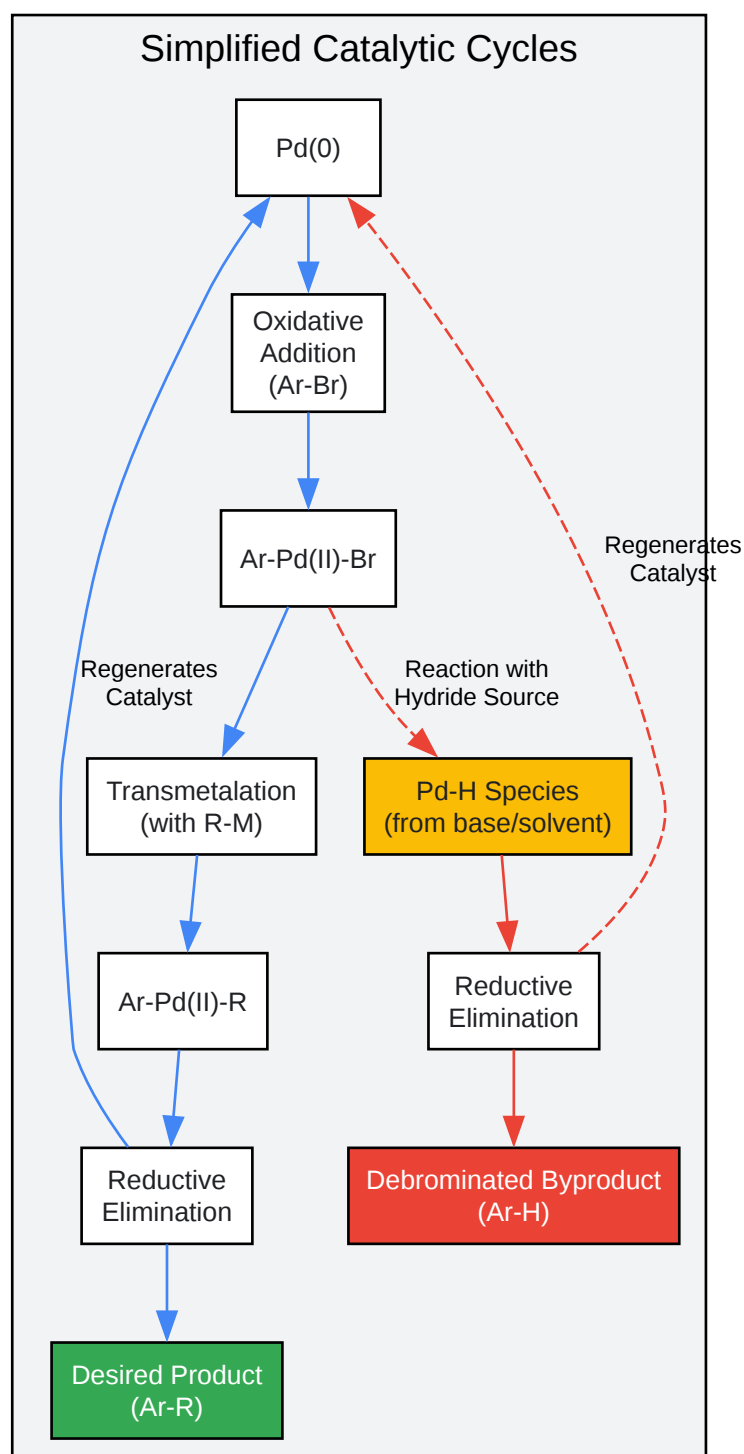 Simplified Catalytic Cycles
Pd(0)
Oxidative
Addition
(Ar-Br)
Ar-Pd(II)-Br
Regenerates
Catalyst
Regenerates
Catalyst
Reaction with
Hydride Source
Transmetalation
(with R-M)
Pd-H Species
(from base/solvent)
Ar-Pd(II)-R
Reductive
Elimination
Reductive
Elimination
Debrominated Byproduct
(Ar-H)
Desired Product
(Ar-R)